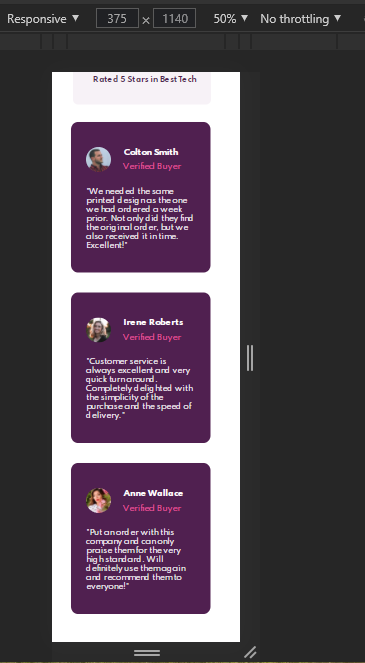 Responsive ▼ 375 × 1140 50% ▼ No throttling ▼
Rated 5 Stars in BestTech
Colton Smith
Verified Buyer
"We needed the same
printed design as the one
we had ordered a week
prior. Not only did they find
the original order, but we
also received it in time.
Excellent!"
Irene Roberts
Verified Buyer
"Customer service is
always excellent and very
quick turn around.
Completely delighted with
the simplicity of the
purchase and the speed of
delivery."
Anne Wallace
Verified Buyer
"Put an order with this
company and can only
praise them for the very
high standard. Will
definitely use them again
and recommend them to
everyone!"